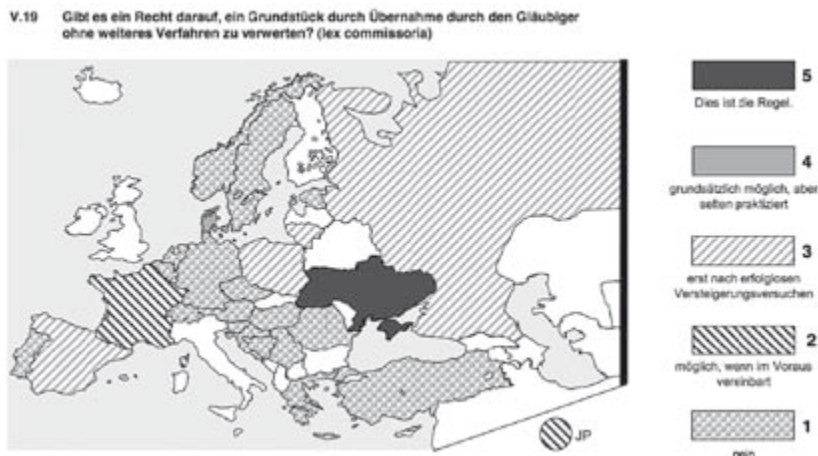 V.19 Gibt es ein Recht darauf, ein Grundstück durch Übernahme durch den Gläubiger
ohne weiteres Verfahren zu verwerten? (lex commissoria)
5
Dies ist die Regel.
4
grundsätzlich möglich, aber
selten praktiziert
3
erst nach erfolglosen
Versteigerungsversuchen
2
möglich, wenn im Voraus
vereinbart
1
nein
JP